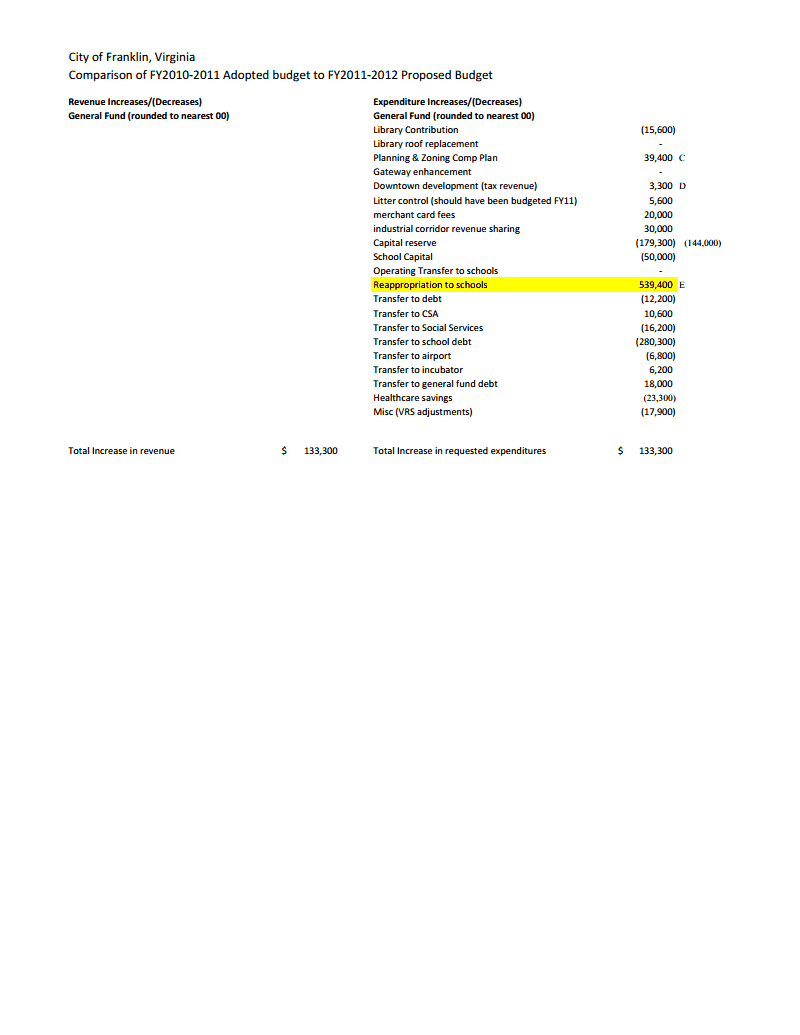 City of Franklin, Virginia
Comparison of FY2010-2011 Adopted budget to FY2011-2012 Proposed Budget
Revenue Increases/(Decreases) Expenditure Increases/(Decreases)
General Fund (rounded to nearest 00) General Fund (rounded to nearest 00)
Library Contribution (15,600)
Library roof replacement -
Planning & Zoning Comp Plan 39,400 C
Gateway enhancement -
Downtown development (tax revenue) 3,300 D
Litter control (should have been budgeted FY11) 5,600
merchant card fees 20,000
industrial corridor revenue sharing 30,000
Capital reserve (179,300) (144,000)
School Capital (50,000)
Operating Transfer to schools -
Reappropriation to schools 539,400 E
Transfer to debt (12,200)
Transfer to CSA 10,600
Transfer to Social Services (16,200)
Transfer to school debt (280,300)
Transfer to airport (6,800)
Transfer to incubator 6,200
Transfer to general fund debt 18,000
Healthcare savings (23,300)
Misc (VRS adjustments) (17,900)
Total Increase in revenue $ 133,300 Total Increase in requested expenditures $ 133,300